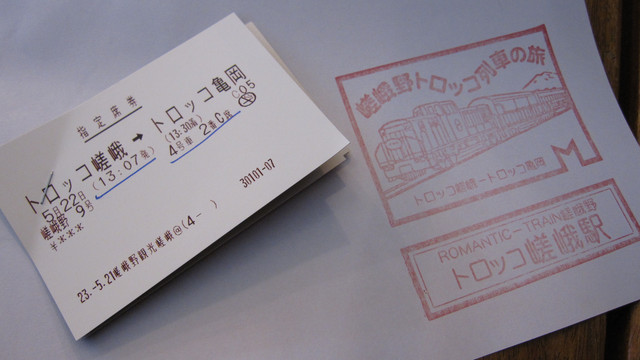 指定席券
トロッコ嵯峨 ➡ トロッコ亀岡
5月22日 (13:07発) (13:30着) C05
嵯峨野 9号 4号車 2番C席
¥****
30101-07
23.-5.21嵯峨野観光嵯峨@(4- )
嵯峨野トロッコ列車の旅
トロッコ嵯峨-トロッコ亀岡
ROMANTIC-TRAIN嵯峨野
トロッコ嵯峨駅